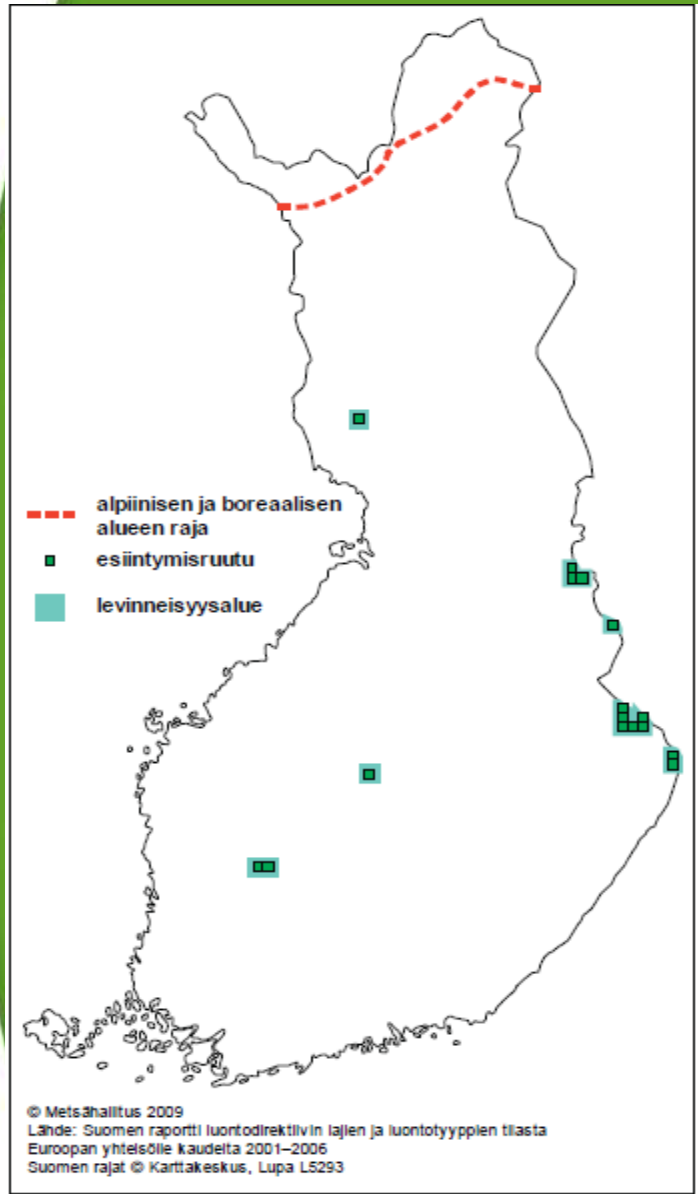 alpiinisen ja boreaalisen
alueen raja
esiintymisruutu
levinneisyysalue
© Metsähallitus 2009
Lähde: Suomen raportti luontodirektiivin lajien ja luontotyyppien tilasta
Euroopan yhteisölle kaudelta 2001–2006
Suomen rajat © Karttakeskus, Lupa L5293